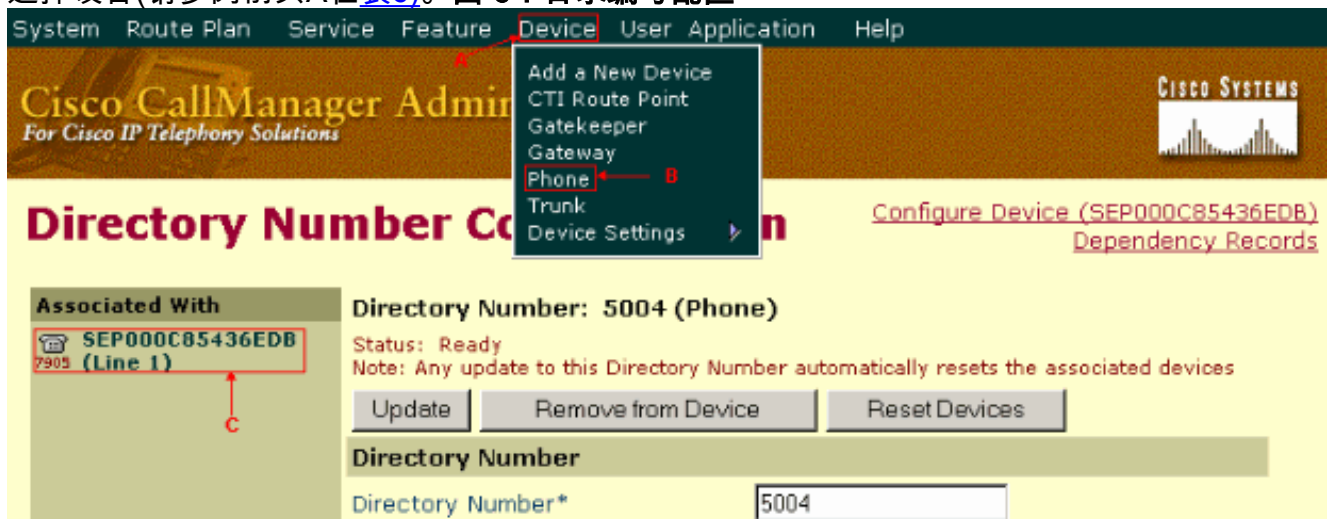 System Route Plan Service Feature Device User Application Help
A
Add a New Device
CTI Route Point
Gatekeeper
Gateway
Phone B
Trunk
Device Settings
Cisco CallManager Admin
For Cisco IP Telephony Solutions
CISCO SYSTEMS
Directory Number Co n
Configure Device (SEP000C85436EDB)
Dependency Records
Associated With
SEP000C85436EDB
7905 (Line 1)
C
Directory Number: 5004 (Phone)
Status: Ready
Note: Any update to this Directory Number automatically resets the associated devices
Update Remove from Device Reset Devices
Directory Number
Directory Number* 5004